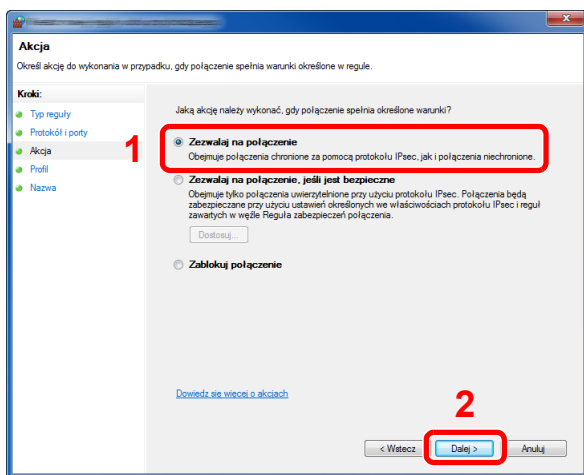 Akcja
Określ akcję do wykonania w przypadku, gdy połączenie spełnia warunki określone w regule.
Kroki:
Typ reguły
Protokół i porty
Akcja
Profil
Nazwa
Jaką akcję należy wykonać, gdy połączenie spełnia określone warunki?
1
Zezwalaj na połączenie
Obejmuje połączenia chronione za pomocą protokołu IPsec, jak i połączenia niechronione.
Zezwalaj na połączenie, jeśli jest bezpieczne
Obejmuje tylko połączenia uwierzytelnione przy użyciu protokołu IPsec. Połączenia będą
zabezpieczane przy użyciu ustawień określonych we właściwościach protokołu IPsec i reguł
zawartych w węźle Reguła zabezpieczeń połączenia.
Dostosuj...
Zablokuj połączenie
Dowiedz się więcej o akcjach
2
< Wstecz
Dalej >
Anuluj